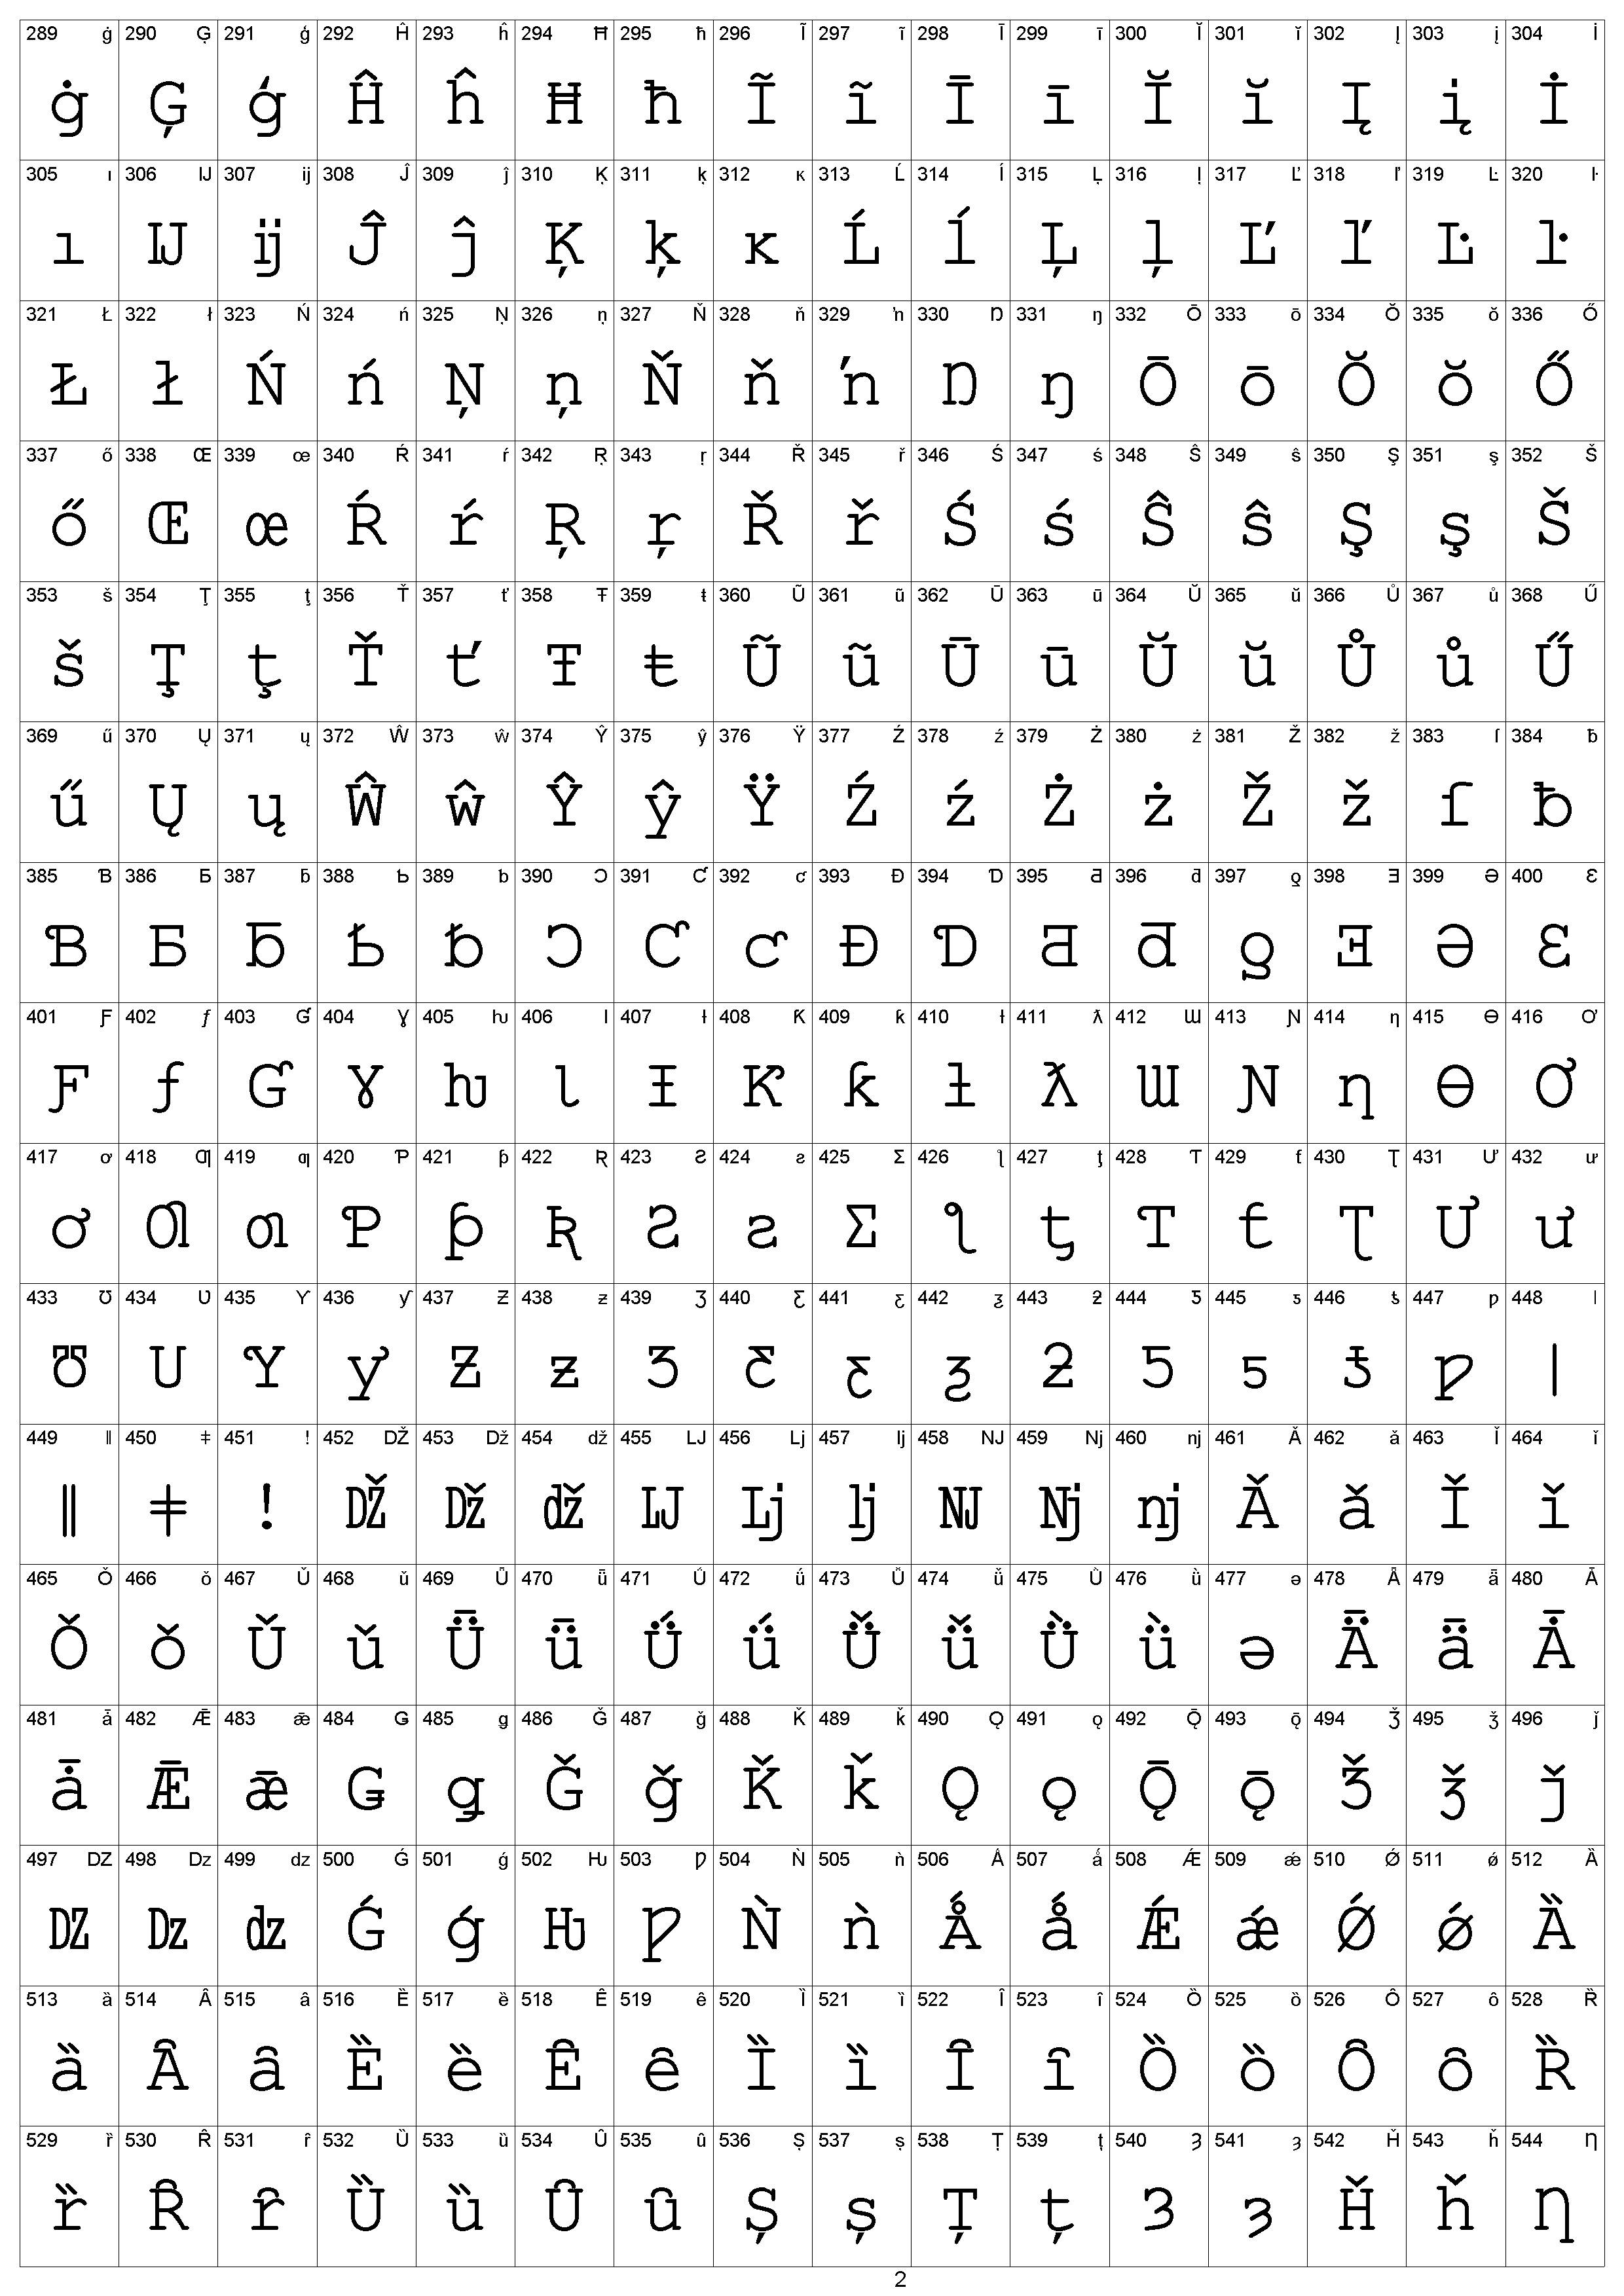 289 ġ 290 Ģ 291 ģ 292 Ĥ 293 ĥ 294 Ħ 295 ħ 296 Ĩ 297 ĩ 298 Ī 299 ī 300 Ĭ 301 ĭ 302 Į 303 į 304 İ
ġ Ģ ģ Ĥ ĥ Ħ ħ Ĩ ĩ Ī ī Ĭ ĭ Į į İ
305 ı 306 IJ 307 ij 308 Ĵ 309 ĵ 310 Ķ 311 ķ 312 ĸ 313 Ĺ 314 ĺ 315 Ļ 316 ļ 317 Ľ 318 ľ 319 Ŀ 320 ŀ
ı IJ ij Ĵ ĵ Ķ ķ ĸ Ĺ ĺ Ļ ļ Ľ ľ Ŀ ŀ
321 Ł 322 ł 323 Ń 324 ń 325 Ņ 326 ņ 327 Ň 328 ň 329 ŉ 330 Ŋ 331 ŋ 332 Ō 333 ō 334 Ŏ 335 ŏ 336 Ő
Ł ł Ń ń Ņ ņ Ň ň ŉ Ŋ ŋ Ō ō Ŏ ŏ Ő
337 ő 338 Œ 339 œ 340 Ŕ 341 ŕ 342 Ŗ 343 ŗ 344 Ř 345 ř 346 Ś 347 ś 348 Ŝ 349 ŝ 350 Ş 351 ş 352 Š
ő Œ œ Ŕ ŕ Ŗ ŗ Ř ř Ś ś Ŝ ŝ Ş ş Š
353 š 354 Ţ 355 ţ 356 Ť 357 ť 358 Ŧ 359 ŧ 360 Ũ 361 ũ 362 Ū 363 ū 364 Ŭ 365 ŭ 366 Ů 367 ů 368 Ű
š Ţ ţ Ť ť Ŧ ŧ Ũ ũ Ū ū Ŭ ŭ Ů ů Ű
369 ű 370 Ų 371 ų 372 Ŵ 373 ŵ 374 Ŷ 375 ŷ 376 Ÿ 377 Ź 378 ź 379 Ż 380 ż 381 Ž 382 ž 383 ſ 384 ƀ
ű Ų ų Ŵ ŵ Ŷ ŷ Ÿ Ź ź Ż ż Ž ž ſ ƀ
385 Ɓ 386 Ƃ 387 ƃ 388 Ƅ 389 ƅ 390 Ɔ 391 Ƈ 392 ƈ 393 Ɖ 394 Ɗ 395 Ƌ 396 ƌ 397 ƍ 398 Ǝ 399 Ə 400 Ɛ
Ɓ Ƃ ƃ Ƅ ƅ Ɔ Ƈ ƈ Ɖ Ɗ Ƌ ƌ ƍ Ǝ Ə Ɛ
401 Ƒ 402 ƒ 403 Ɠ 404 Ɣ 405 ƕ 406 Ɩ 407 Ɨ 408 Ƙ 409 ƙ 410 ƚ 411 ƛ 412 Ɯ 413 Ɲ 414 ƞ 415 Ɵ 416 Ơ
Ƒ ƒ Ɠ Ɣ ƕ Ɩ Ɨ Ƙ ƙ ƚ ƛ Ɯ Ɲ ƞ Ɵ Ơ
417 ơ 418 Ƣ 419 ƣ 420 Ƥ 421 ƥ 422 Ʀ 423 Ƨ 424 ƨ 425 Ʃ 426 ƪ 427 ƫ 428 Ƭ 429 ƭ 430 Ʈ 431 Ư 432 ư
ơ Ƣ ƣ Ƥ ƥ Ʀ Ƨ ƨ Ʃ ƪ ƫ Ƭ ƭ Ʈ Ư ư
433 Ʊ 434 Ʋ 435 Ƴ 436 ƴ 437 Ƶ 438 ƶ 439 Ʒ 440 Ƹ 441 ƹ 442 ƺ 443 ƻ 444 Ƽ 445 ƽ 446 ƾ 447 ƿ 448 ǀ
Ʊ Ʋ Ƴ ƴ Ƶ ƶ Ʒ Ƹ ƹ ƺ ƻ Ƽ ƽ ƾ ƿ ǀ
449 ǁ 450 ǂ 451 ǃ 452 DŽ 453 Dž 454 dž 455 LJ 456 Lj 457 lj 458 NJ 459 Nj 460 nj 461 Ǎ 462 ǎ 463 Ǐ 464 ǐ
ǁ ǂ ǃ DŽ Dž dž LJ Lj lj NJ Nj nj Ǎ ǎ Ǐ ǐ
465 Ǒ 466 ǒ 467 Ǔ 468 ǔ 469 Ǖ 470 ǖ 471 Ǘ 472 ǘ 473 Ǚ 474 ǚ 475 Ǜ 476 ǜ 477 ǝ 478 Ǟ 479 ǟ 480 Ǡ
Ǒ ǒ Ǔ ǔ Ǖ ǖ Ǘ ǘ Ǚ ǚ Ǜ ǜ ǝ Ǟ ǟ Ǡ
481 ǡ 482 Ǣ 483 ǣ 484 Ǥ 485 ǥ 486 Ǧ 487 ǧ 488 Ǩ 489 ǩ 490 Ǫ 491 ǫ 492 Ǭ 493 ǭ 494 Ǯ 495 ǯ 496 ǰ
ǡ Ǣ ǣ Ǥ ǥ Ǧ ǧ Ǩ ǩ Ǫ ǫ Ǭ ǭ Ǯ ǯ ǰ
497 DZ 498 Dz 499 dz 500 Ǵ 501 ǵ 502 Ƕ 503 Ƿ 504 Ǹ 505 ǹ 506 Ǻ 507 ǻ 508 Ǽ 509 ǽ 510 Ǿ 511 ǿ 512 Ȁ
DZ Dz dz Ǵ ǵ Ƕ Ƿ Ǹ ǹ Ǻ ǻ Ǽ ǽ Ǿ ǿ Ȁ
513 ȁ 514 Ȃ 515 ȃ 516 Ȅ 517 ȅ 518 Ȇ 519 ȇ 520 Ȉ 521 ȉ 522 Ȋ 523 ȋ 524 Ȍ 525 ȍ 526 Ȏ 527 ȏ 528 Ȑ
ȁ Ȃ ȃ Ȅ ȅ Ȇ ȇ Ȉ ȉ Ȋ ȋ Ȍ ȍ Ȏ ȏ Ȑ
529 ȑ 530 Ȓ 531 ȓ 532 Ȕ 533 ȕ 534 Ȗ 535 ȗ 536 Ș 537 ș 538 Ț 539 ț 540 Ȝ 541 ȝ 542 Ȟ 543 ȟ 544 Ƞ
ȑ Ȓ ȓ Ȕ ȕ Ȗ ȗ Ș ș Ț ț Ȝ ȝ Ȟ ȟ Ƞ
2